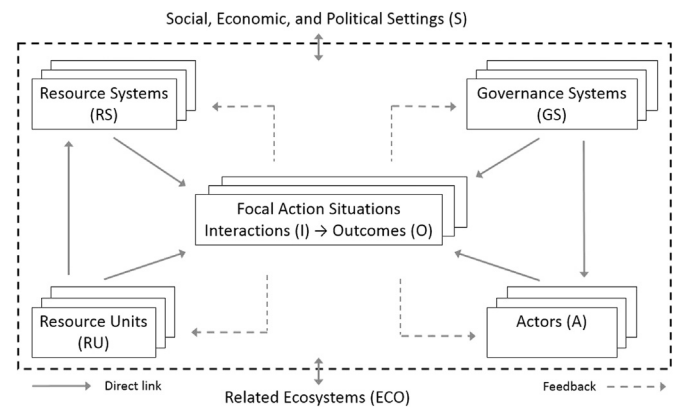 Social, Economic, and Political Settings (S)
Resource Systems
(RS)
Governance Systems
(GS)
Focal Action Situations
Interactions (I) → Outcomes (O)
Resource Units
(RU)
Actors (A)
Direct link
Related Ecosystems (ECO)
Feedback